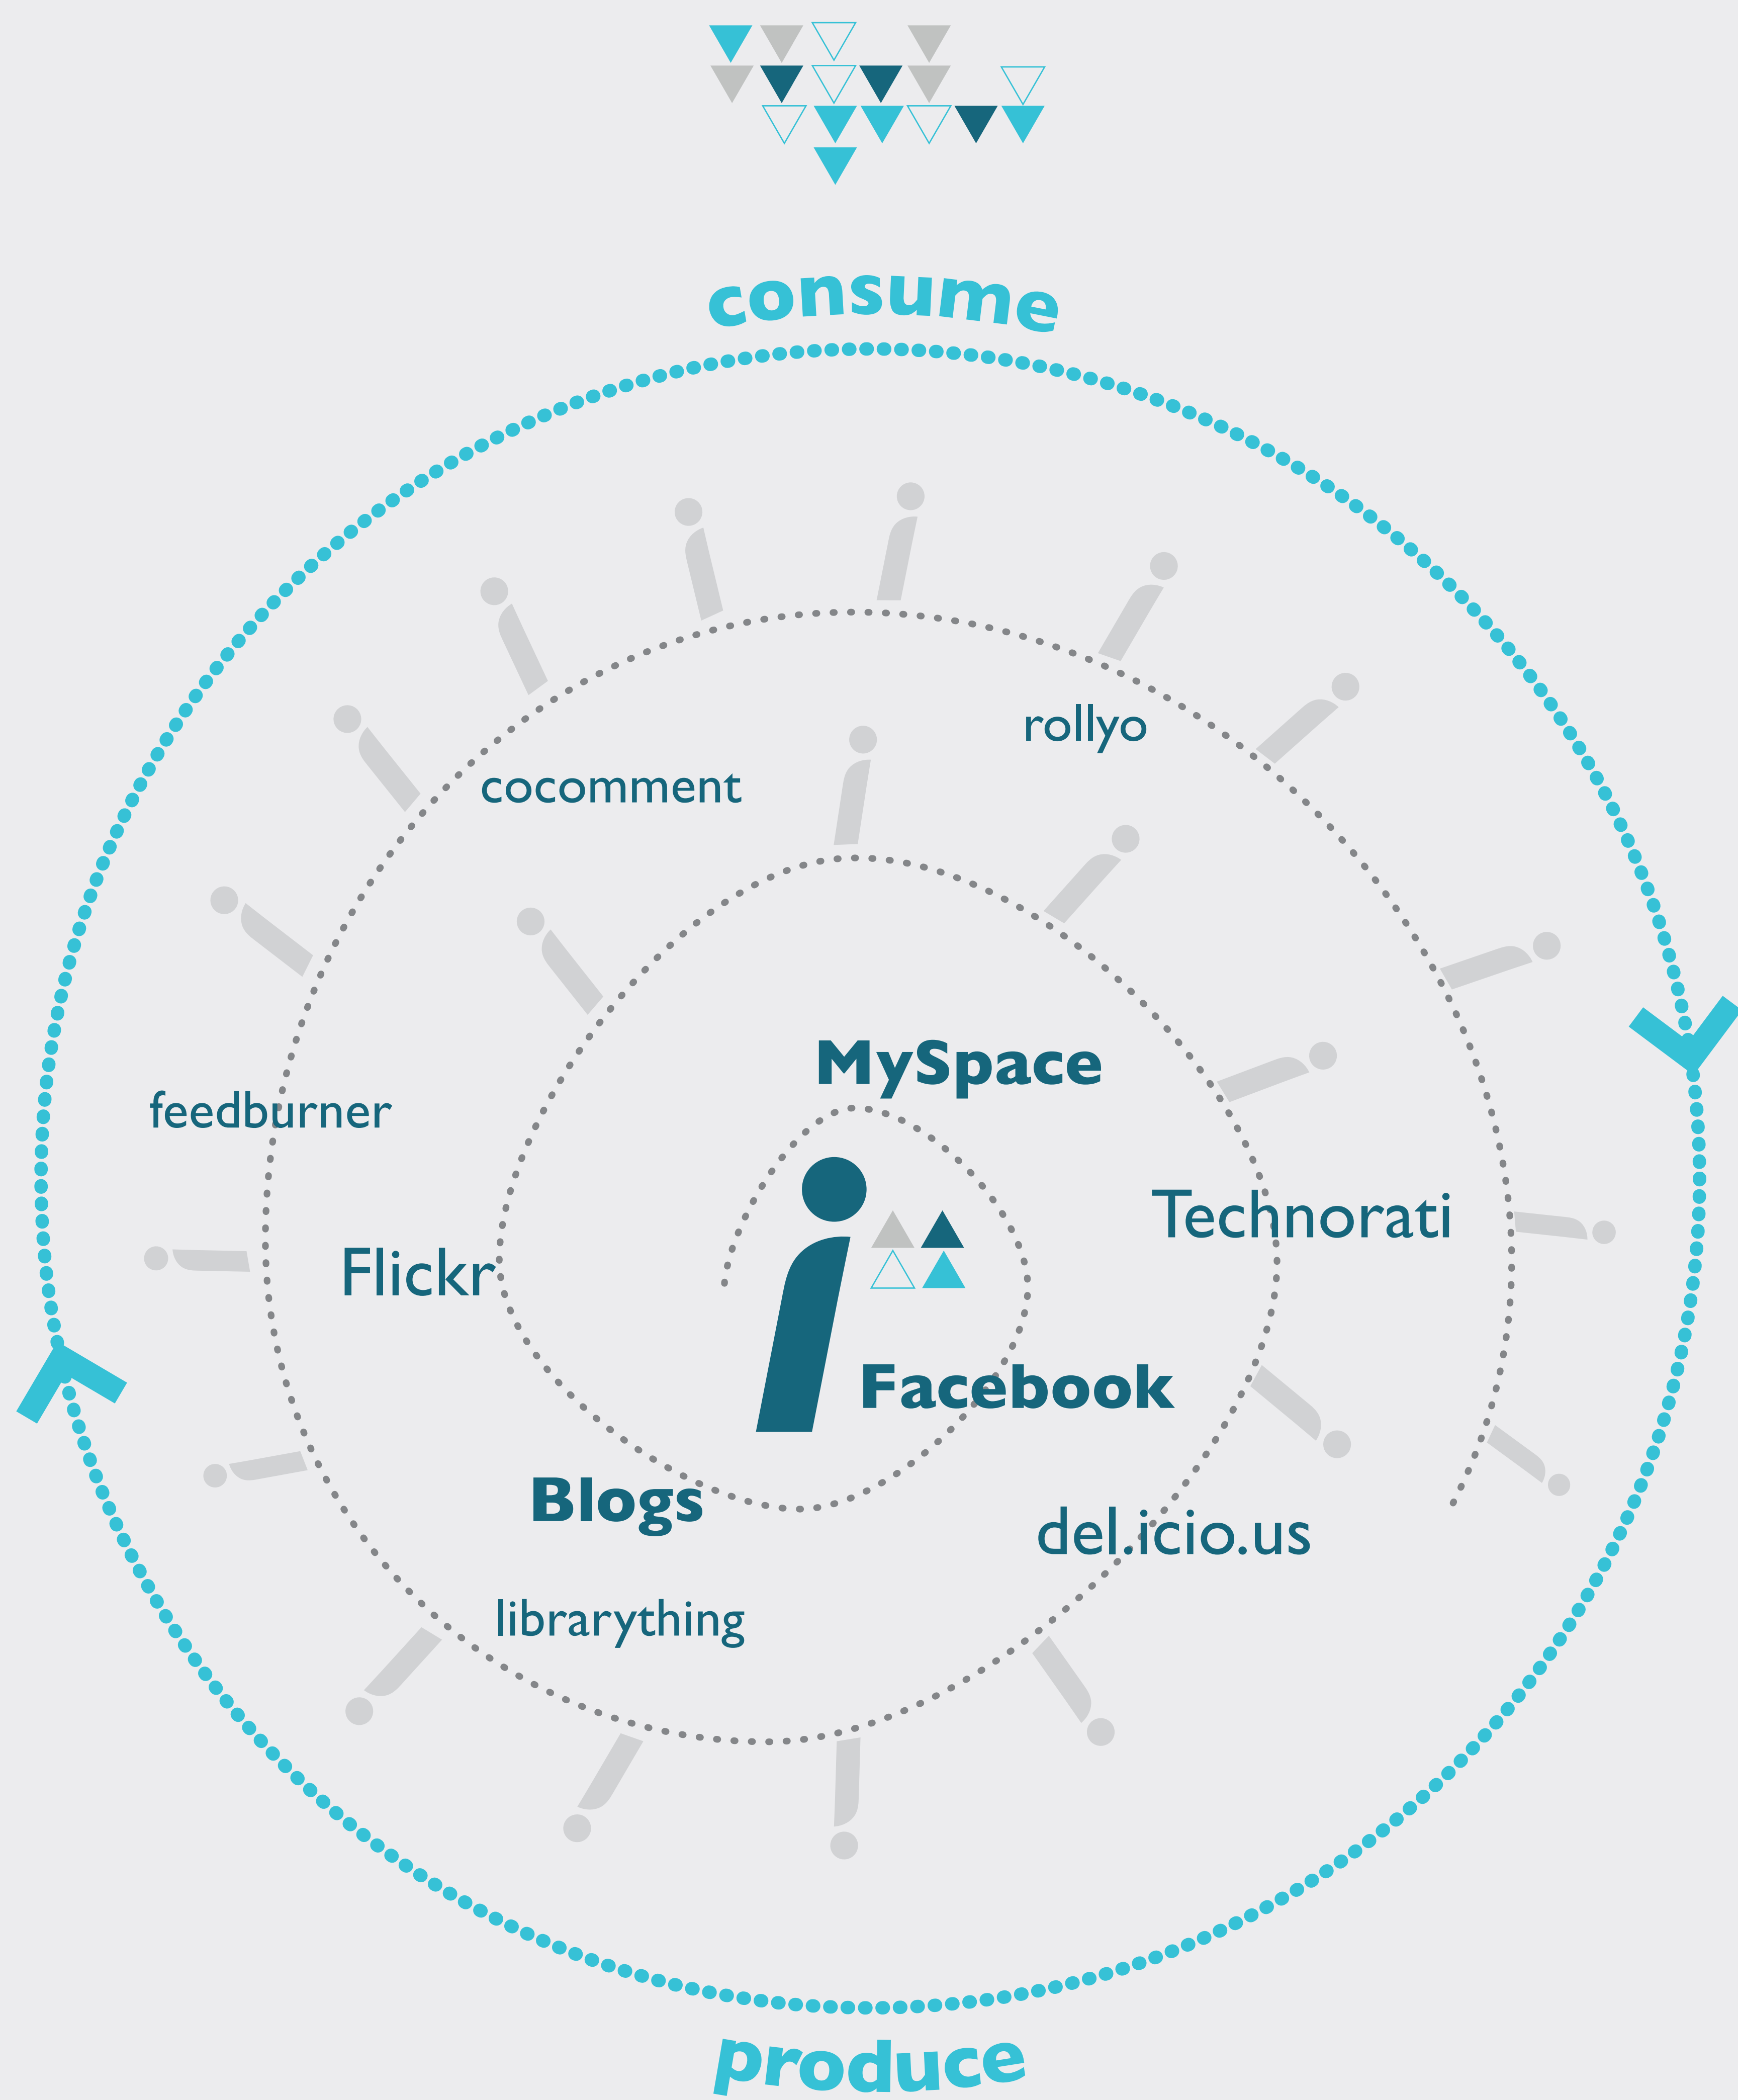 consume
rollyo
cocomment
MySpace
feedburner
Technorati
Flickr
Facebook
Blogs
del.icio.us
librarything
produce